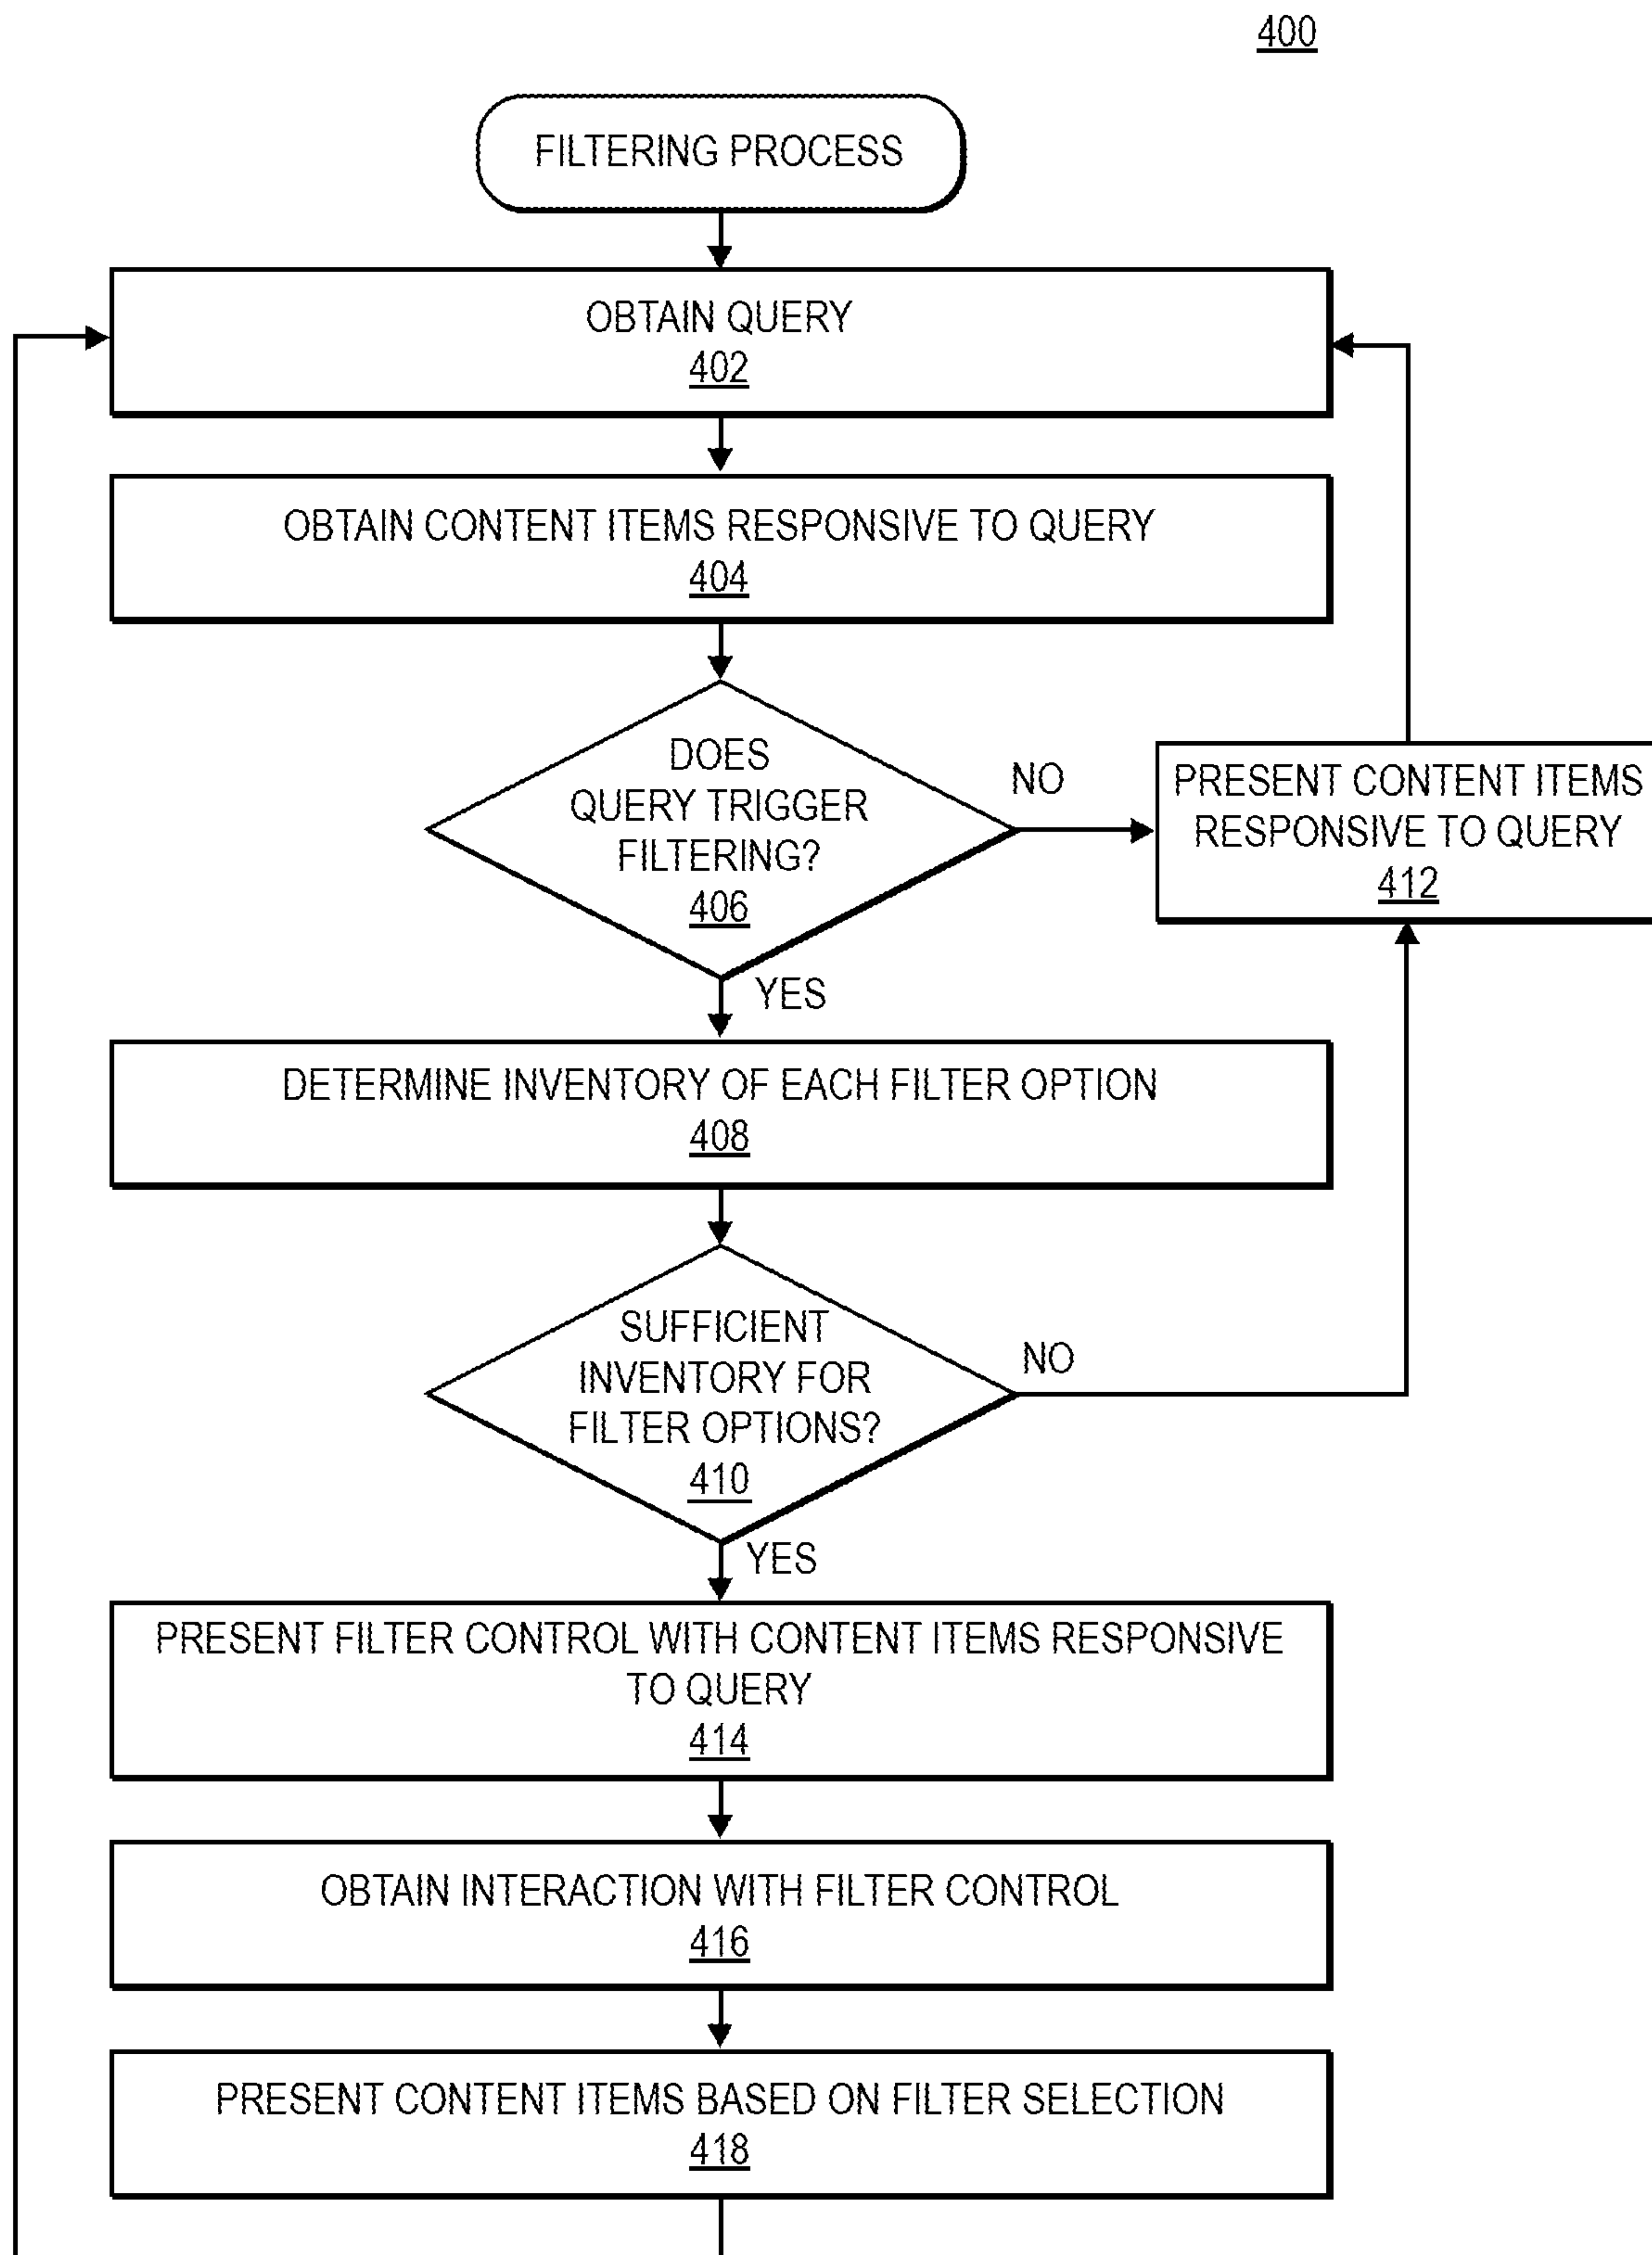 400
FILTERING PROCESS
OBTAIN QUERY
402
OBTAIN CONTENT ITEMS RESPONSIVE TO QUERY
404
DOES
QUERY TRIGGER
FILTERING?
406
NO
PRESENT CONTENT ITEMS
RESPONSIVE TO QUERY
412
YES
DETERMINE INVENTORY OF EACH FILTER OPTION
408
SUFFICIENT
INVENTORY FOR
FILTER OPTIONS?
410
NO
YES
PRESENT FILTER CONTROL WITH CONTENT ITEMS RESPONSIVE
TO QUERY
414
OBTAIN INTERACTION WITH FILTER CONTROL
416
PRESENT CONTENT ITEMS BASED ON FILTER SELECTION
418